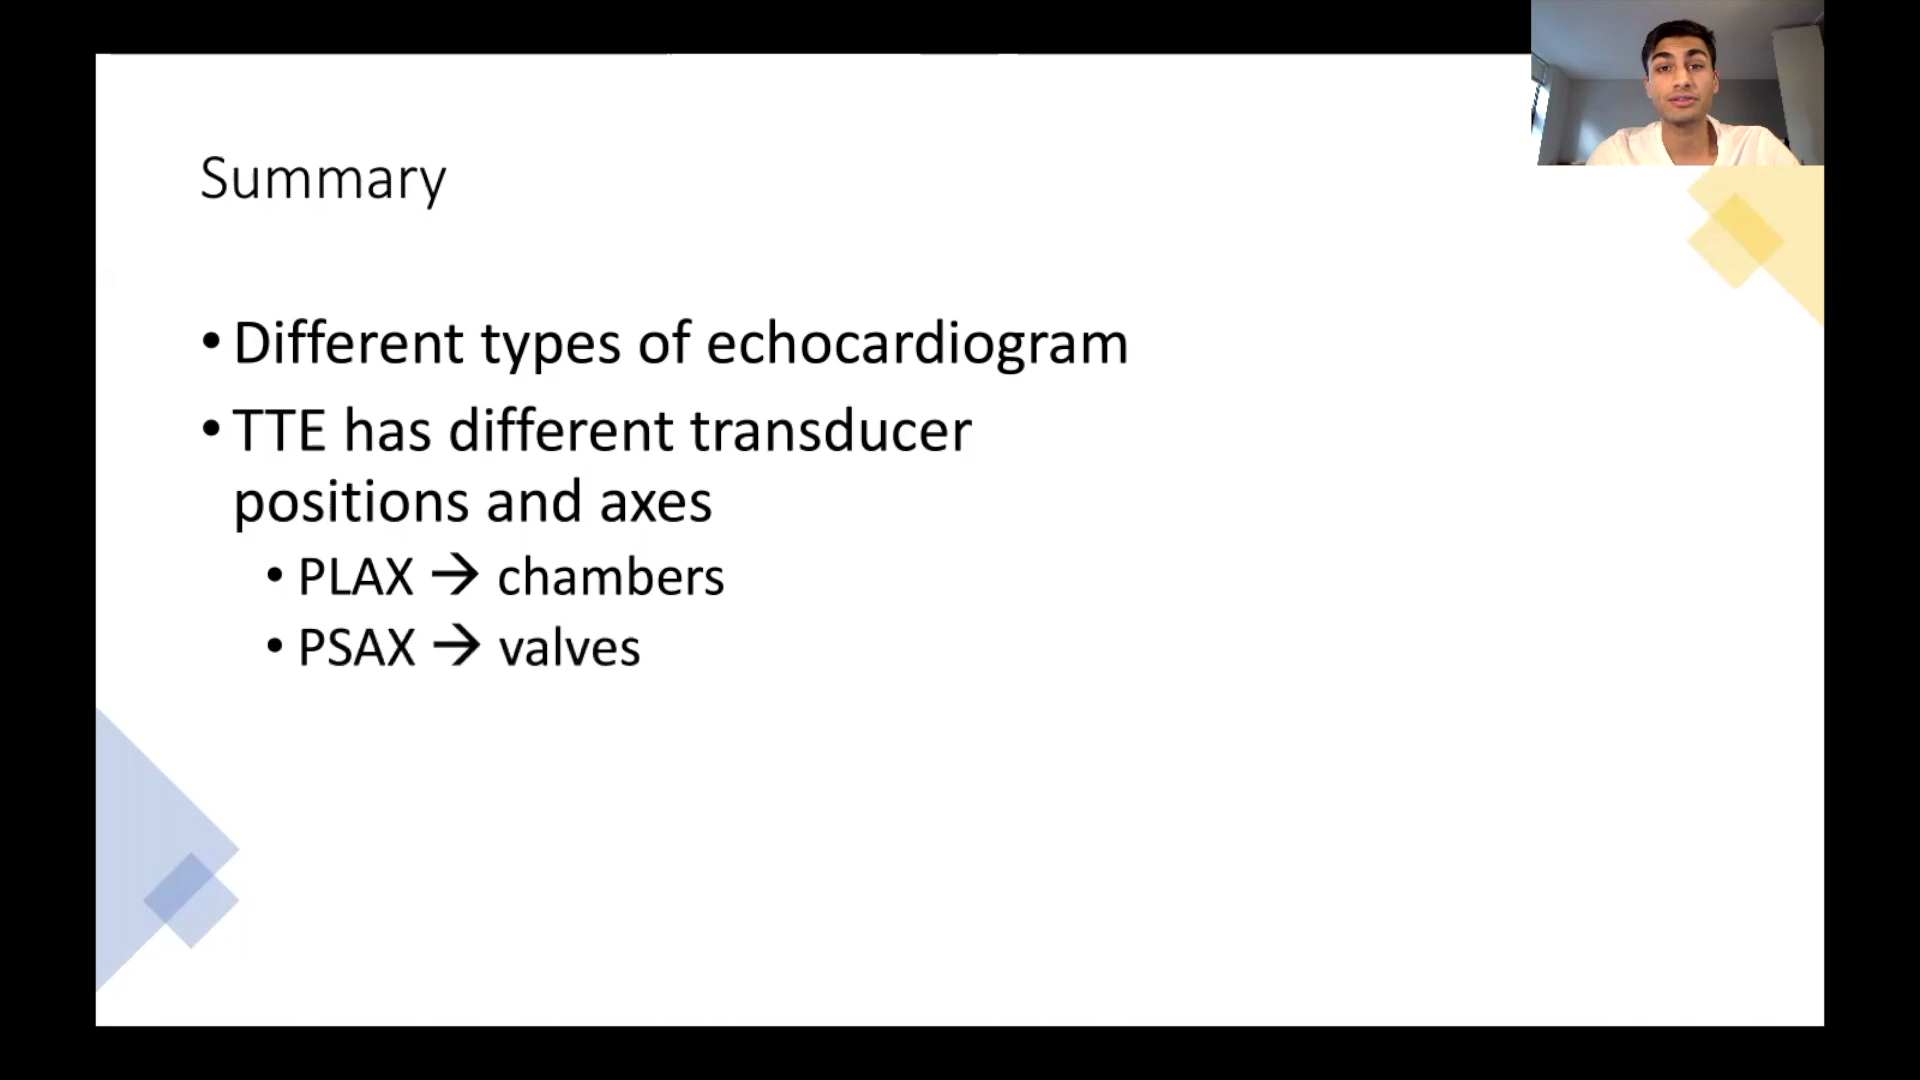 Summary
• Different types of echocardiogram
• TTE has different transducer
positions and axes
• PLAX → chambers
• PSAX → valves